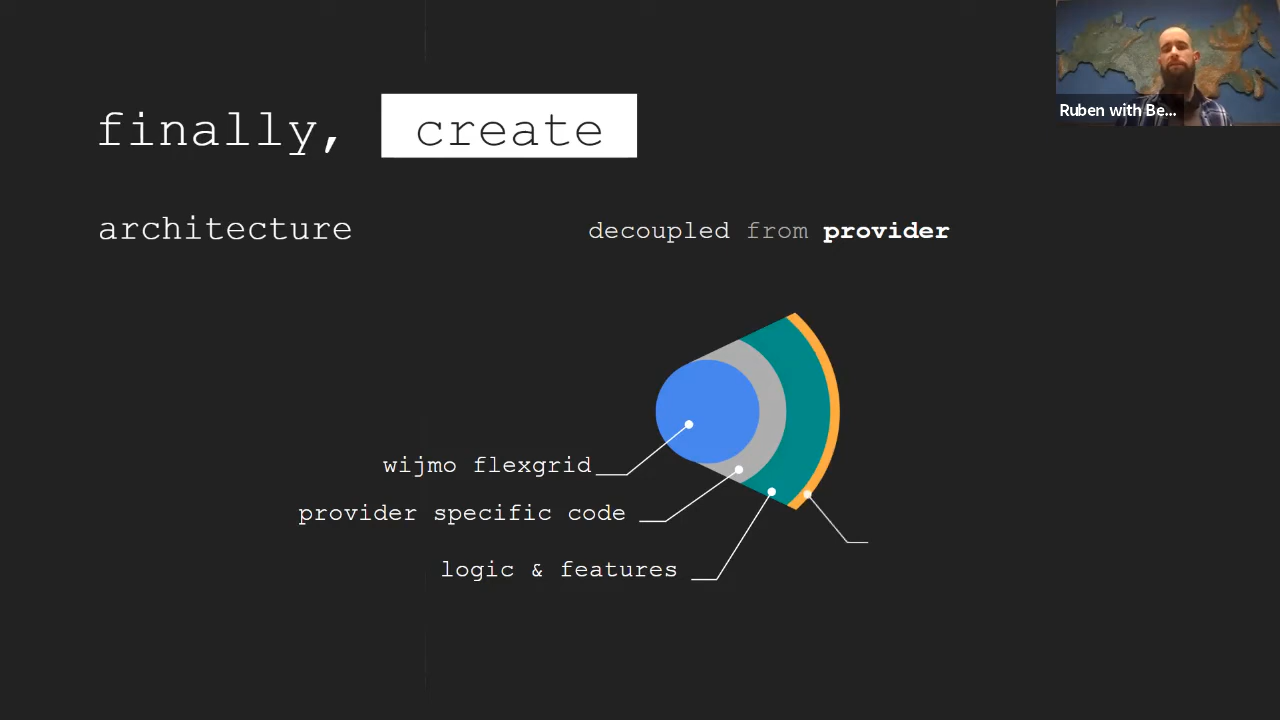 finally, create
Ruben with Be...
architecture
decoupled from provider
wijmo flexgrid
provider specific code
logic & features